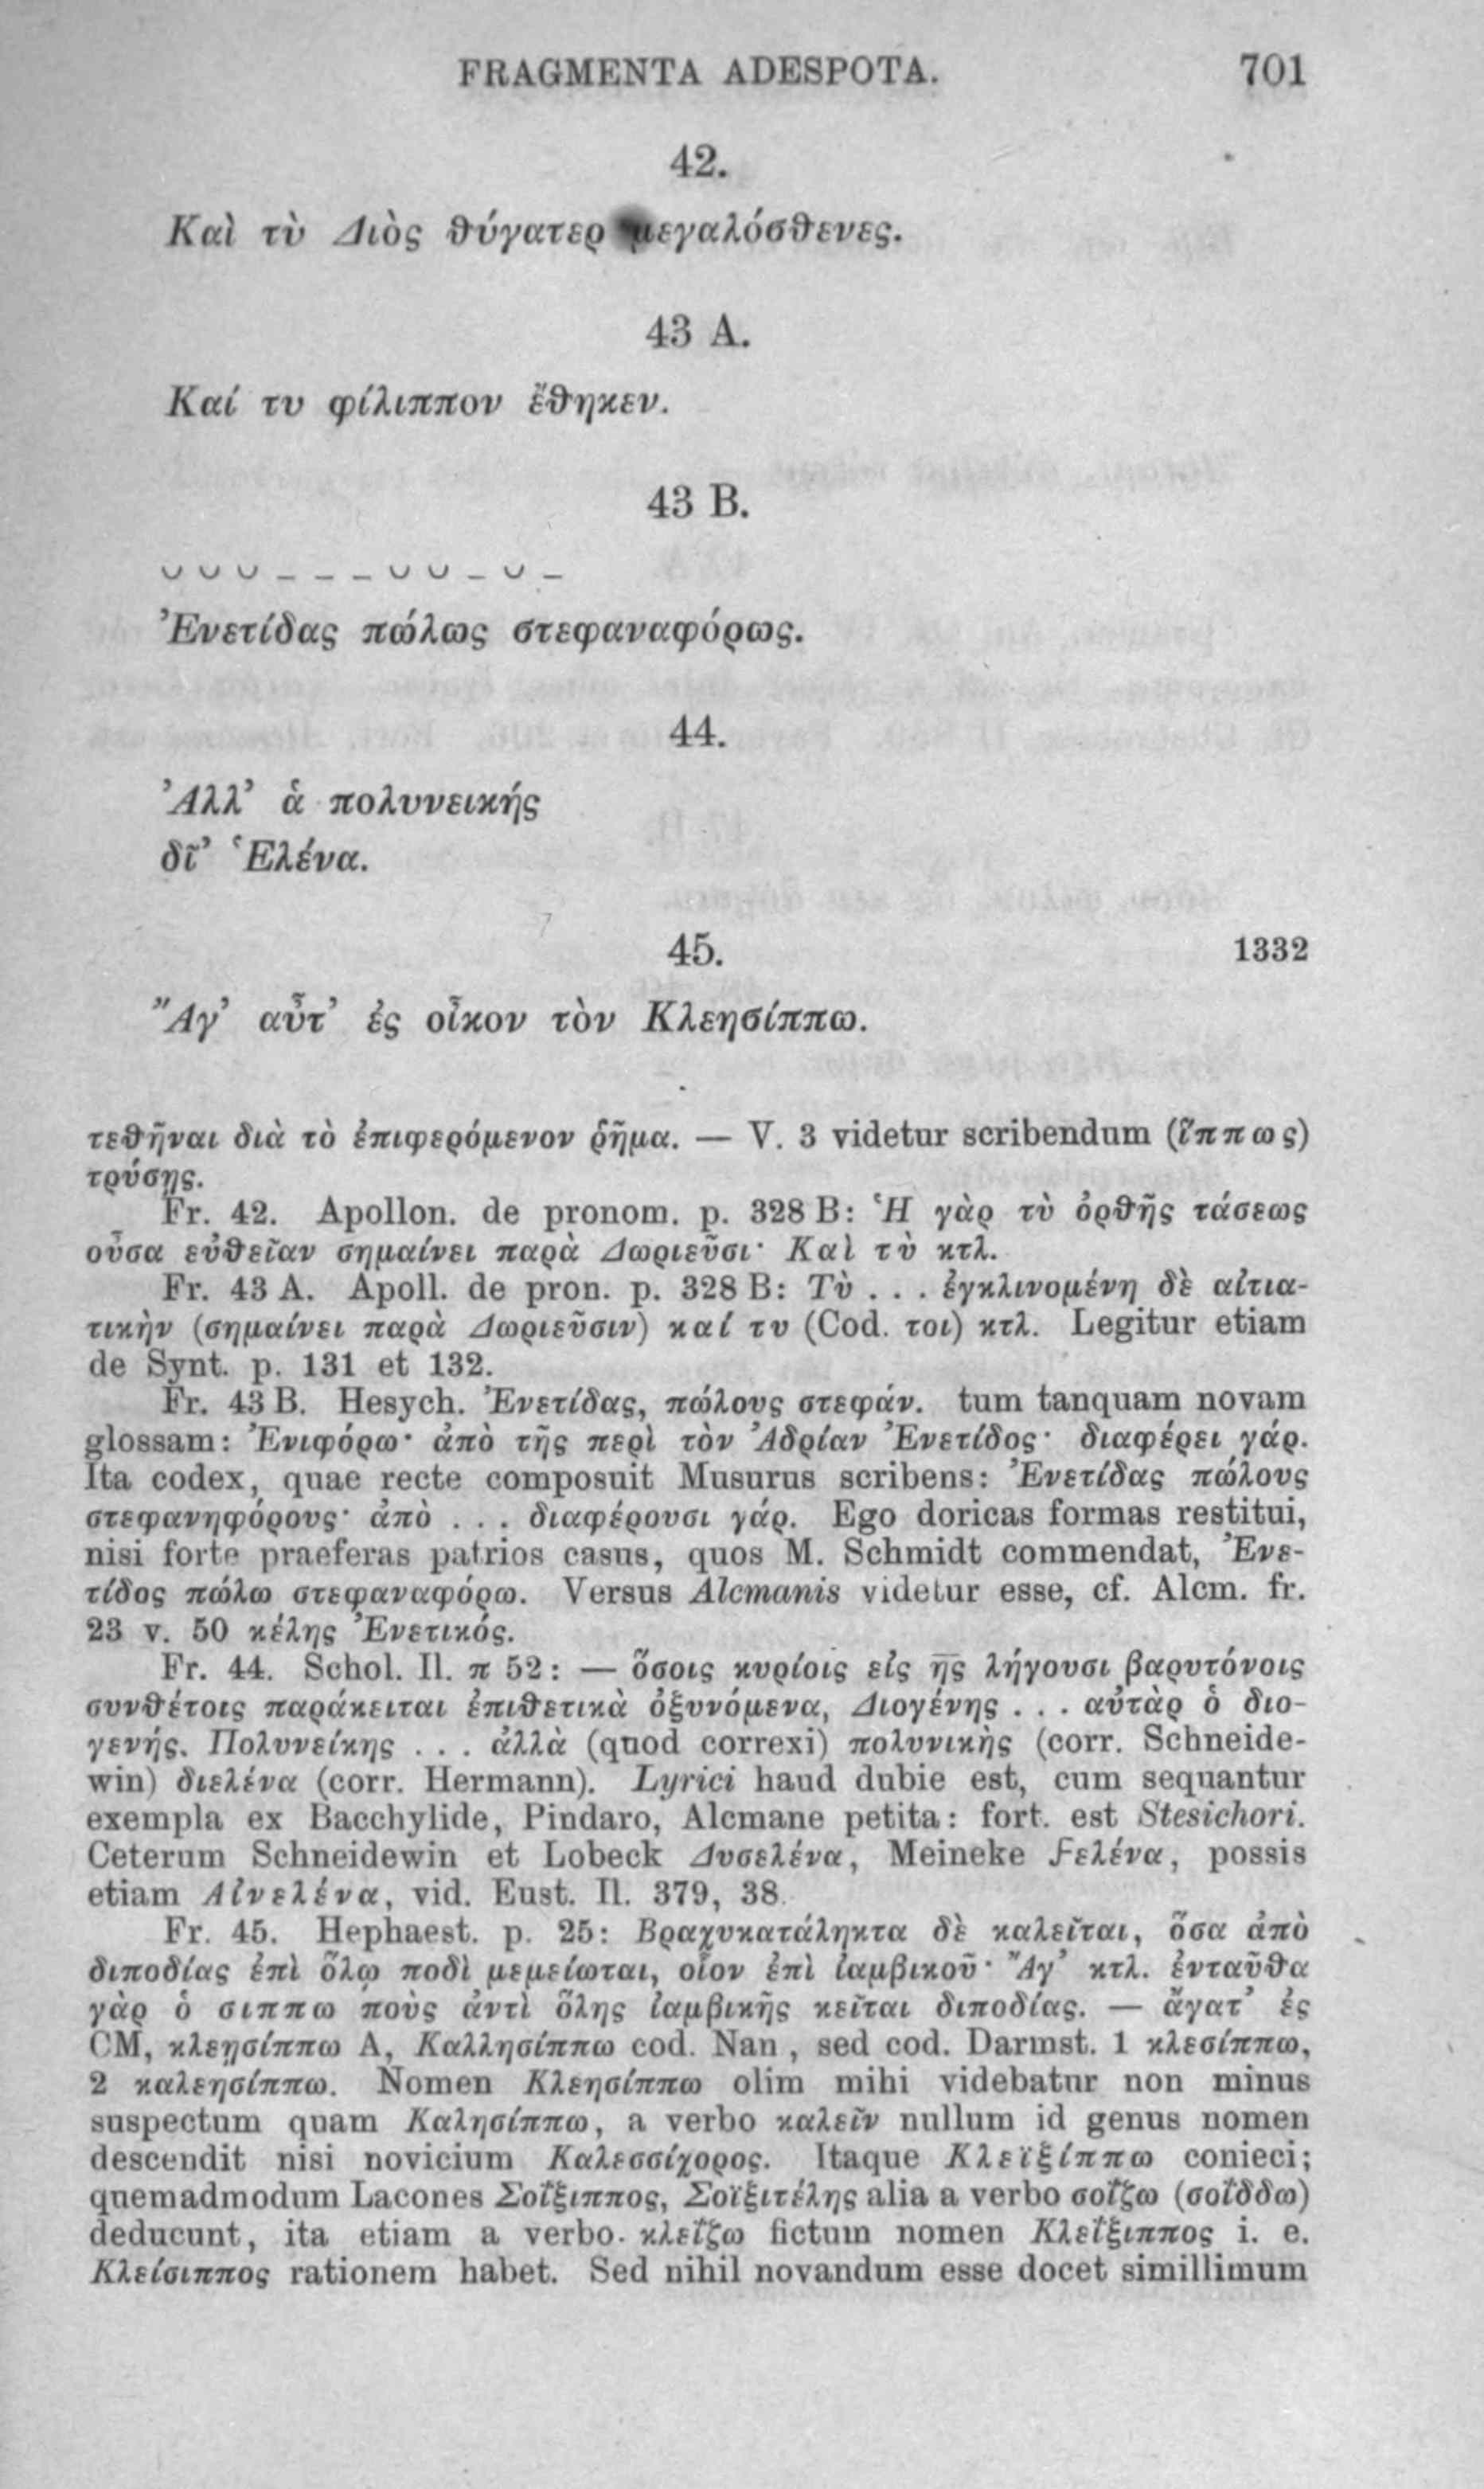 FRAGMENTA ADESPOTA. 701
42.
Καὶ τὺ Διὸς θύγατερ μεγαλόσθενες.
43 A.
Καί τυ φίλιππον ἔθηκεν.
43 B.
⏑ ⏑ ⏑ – – – ⏑ ⏑ – ⏑ –
Ἐνετίδας πώλως στεφαναφόρως.
44.
Ἀλλ’ ἁ πολυνεικής
δῖ’ Ἑλένα.
45. 1332
Ἄγ’ αὖτ’ ἐς οἶκον τὸν Κλεησίππω.
τεθῆναι διὰ τὸ ἐπιφερόμενον ῥῆμα. — V. 3 videtur scribendum (ἵππως)
τρύσῃς.
Fr. 42. Apollon. de pronom. p. 328 B: Ἡ γὰρ τὺ ὀρθῆς τάσεως
οὖσα εὐθεῖαν σημαίνει παρὰ Δωριεῦσι· Καὶ τὺ κτλ.
Fr. 43 A. Apoll. de pron. p. 328 B: Τὺ . . . ἐγκλινομένη δὲ αἰτια-
τικὴν (σημαίνει παρὰ Δωριεῦσιν) καί τυ (Cod. τοι) κτλ. Legitur etiam
de Synt. p. 131 et 132.
Fr. 43 B. Hesych. Ἐνετίδας, πώλους στεφάν. tum tanquam novam
glossam: Ἐνιφόρω· ἀπὸ τῆς περὶ τὸν Ἀδρίαν Ἐνετίδος· διαφέρει γάρ.
Ita codex, quae recte composuit Musurus scribens: Ἐνετίδας πώλους
στεφανηφόρους· ἀπὸ . . . διαφέρουσι γάρ. Ego doricas formas restitui,
nisi forte praeferas patrios casus, quos M. Schmidt commendat, Ἐνε-
τίδος πώλω στεφαναφόρω. Versus Alcmanis videtur esse, cf. Alcm. fr.
23 v. 50 κέλης Ἐνετικός.
Fr. 44. Schol. Il. π 52: — ὅσοις κυρίοις εἰς ης λήγουσι βαρυτόνοις
συνθέτοις παράκειται ἐπιθετικὰ ὀξυνόμενα, Διογένης . . . αὐτὰρ ὁ διο-
γενής. Πολυνείκης . . . ἀλλὰ (quod correxi) πολυνικὴς (corr. Schneide-
win) διελένα (corr. Hermann). Lyrici haud dubie est, cum sequantur
exempla ex Bacchylide, Pindaro, Alcmane petita: fort. est Stesichori.
Ceterum Schneidewin et Lobeck Δυσελένα, Meineke Ϝελένα, possis
etiam Αἰνελένα, vid. Eust. Il. 379, 38.
Fr. 45. Hephaest. p. 25: Βραχυκατάληκτα δὲ καλεῖται, ὅσα ἀπὸ
διποδίας ἐπὶ ὅλῳ ποδὶ μεμείωται, οἷον ἐπὶ ἰαμβικοῦ· Ἄγ’ κτλ. ἐνταῦθα
γὰρ ὁ σιππω ποὺς ἀντὶ ὅλης ἰαμβικῆς κεῖται διποδίας. — ἄγατ’ ἐς
CM, κλεησίππω A, Καλλησίππω cod. Nan., sed cod. Darmst. 1 κλεσίππω,
2 καλεησίππω. Nomen Κλεησίππω olim mihi videbatur non minus
suspectum quam Καλησίππω, a verbo καλεῖν nullum id genus nomen
descendit nisi novicium Καλεσσίχορος. Itaque Κλεϊξίππω conieci;
quemadmodum Lacones Σοΐξιππος, Σοϊξιτέλης alia a verbo σοΐζω (σοΐδδω)
deducunt, ita etiam a verbo κλεΐζω fictum nomen Κλεΐξιππος i. e.
Κλείσιππος rationem habet. Sed nihil novandum esse docet simillimum